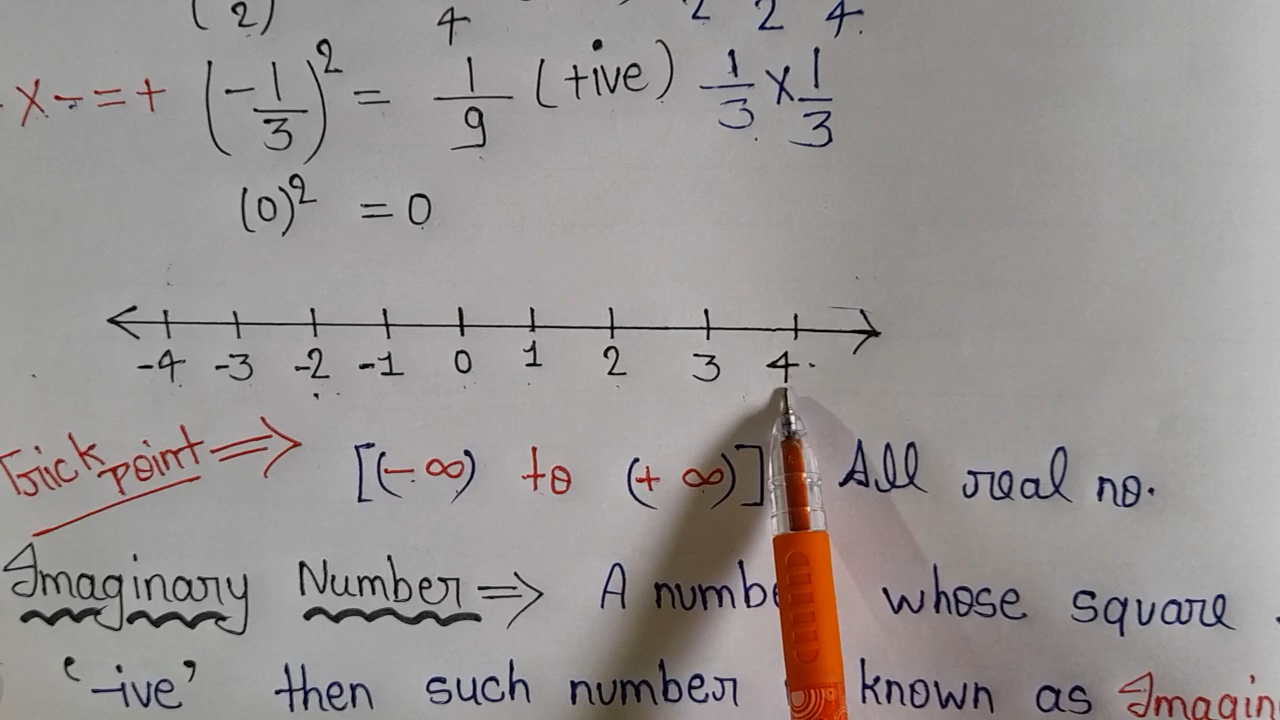 (2) 4 2 2 4.
x - = + (-1/3)² = 1/9 (+ive) 1/3 x 1/3
(0)² = 0
-4 -3 -2 -1 0 1 2 3 4.
Trick point ⇒ [(-∞) to (+∞)] All real no.
Imaginary Number ⇒ A numbe whose square
'-ive' then such number known as Imagin